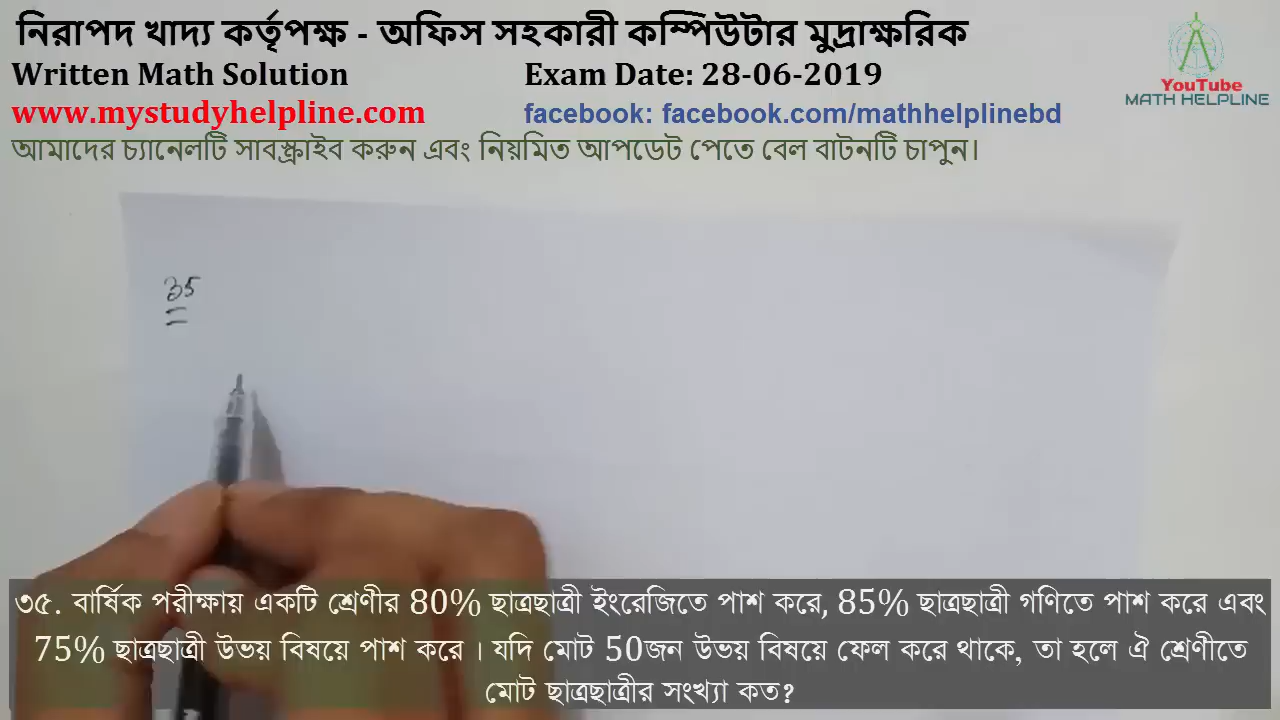 নিরাপদ খাদ্য কর্তৃপক্ষ - অফিস সহকারী কম্পিউটার মুদ্রাক্ষরিক
Written Math Solution Exam Date: 28-06-2019
www.mystudyhelpline.com facebook: facebook.com/mathhelplinebd
আমাদের চ্যানেলটি সাবস্ক্রাইব করুন এবং নিয়মিত আপডেট পেতে বেল বাটনটি চাপুন।
YouTube
MATH HELPLINE
35
৩৫. বার্ষিক পরীক্ষায় একটি শ্রেণীর 80% ছাত্রছাত্রী ইংরেজিতে পাশ করে, 85% ছাত্রছাত্রী গণিতে পাশ করে এবং
75% ছাত্রছাত্রী উভয় বিষয়ে পাশ করে । যদি মোট 50জন উভয় বিষয়ে ফেল করে থাকে, তা হলে ঐ শ্রেণীতে
মোট ছাত্রছাত্রীর সংখ্যা কত?